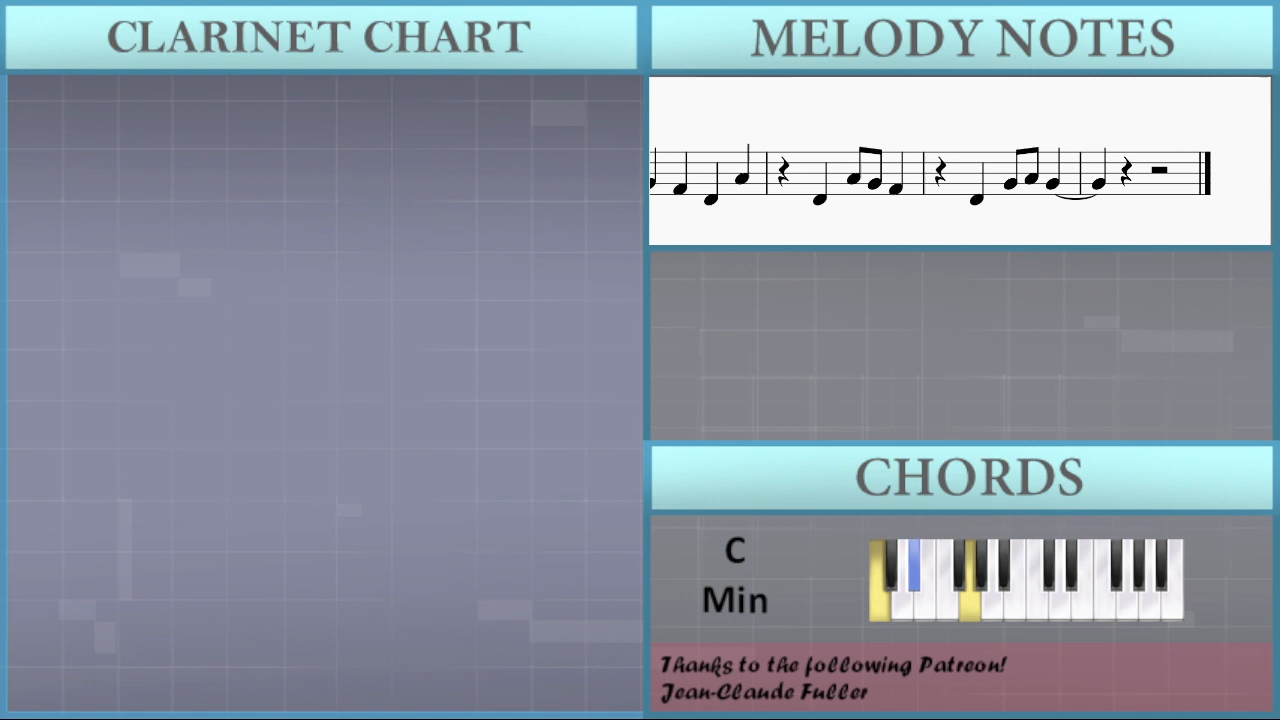 CLARINET CHART
MELODY NOTES
CHORDS
C
Min
Thanks to the following Patreon!
Jean-Claude Fuller